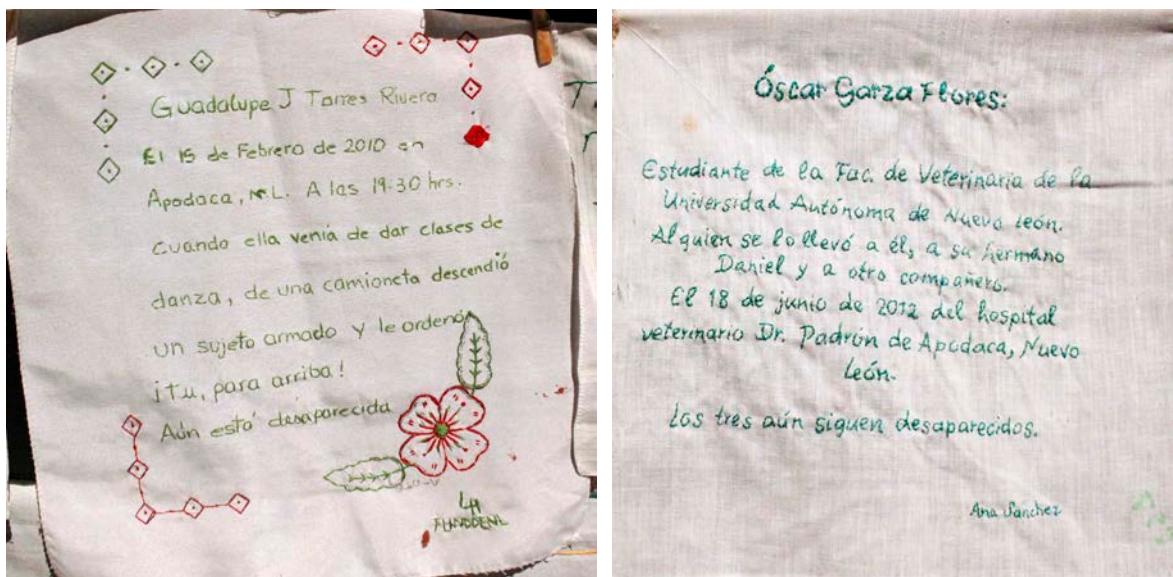 Guadalupe J Torres Rivera
El 15 de Febrero de 2010 en
Apodaca, N.L. A las 19:30 hrs.
Cuando ella venía de dar clases de
danza, de una camioneta descendió
un sujeto armado y le ordenó
¡Tu, para arriba!
Aún está desaparecida
LH
FUNDDENL
Óscar Garza Flores:
Estudiante de la Fac. de Veterinaria de la
Universidad Autónoma de Nuevo León.
Alguien se lo llevó a él, a su hermano
Daniel y a otro compañero.
El 18 de junio de 2012 del hospital
veterinario Dr. Padrón de Apodaca, Nuevo
León.
Los tres aún siguen desaparecidos.
Ana Sánchez